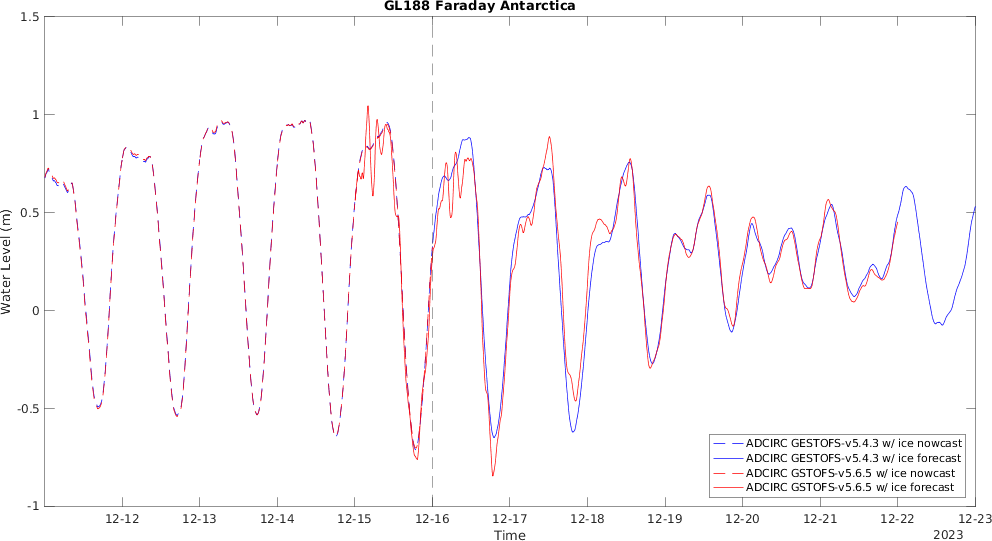 GL188 Faraday Antarctica
1.5
1
0.5
0
-0.5
-1
Water Level (m)
12-12
12-13
12-14
12-15
12-16
12-17
12-18
12-19
12-20
12-21
12-22
12-23
Time
2023
ADCIRC GESTOFS-v5.4.3 w/ ice nowcast
ADCIRC GESTOFS-v5.4.3 w/ ice forecast
ADCIRC GSTOFS-v5.6.5 w/ ice nowcast
ADCIRC GSTOFS-v5.6.5 w/ ice forecast